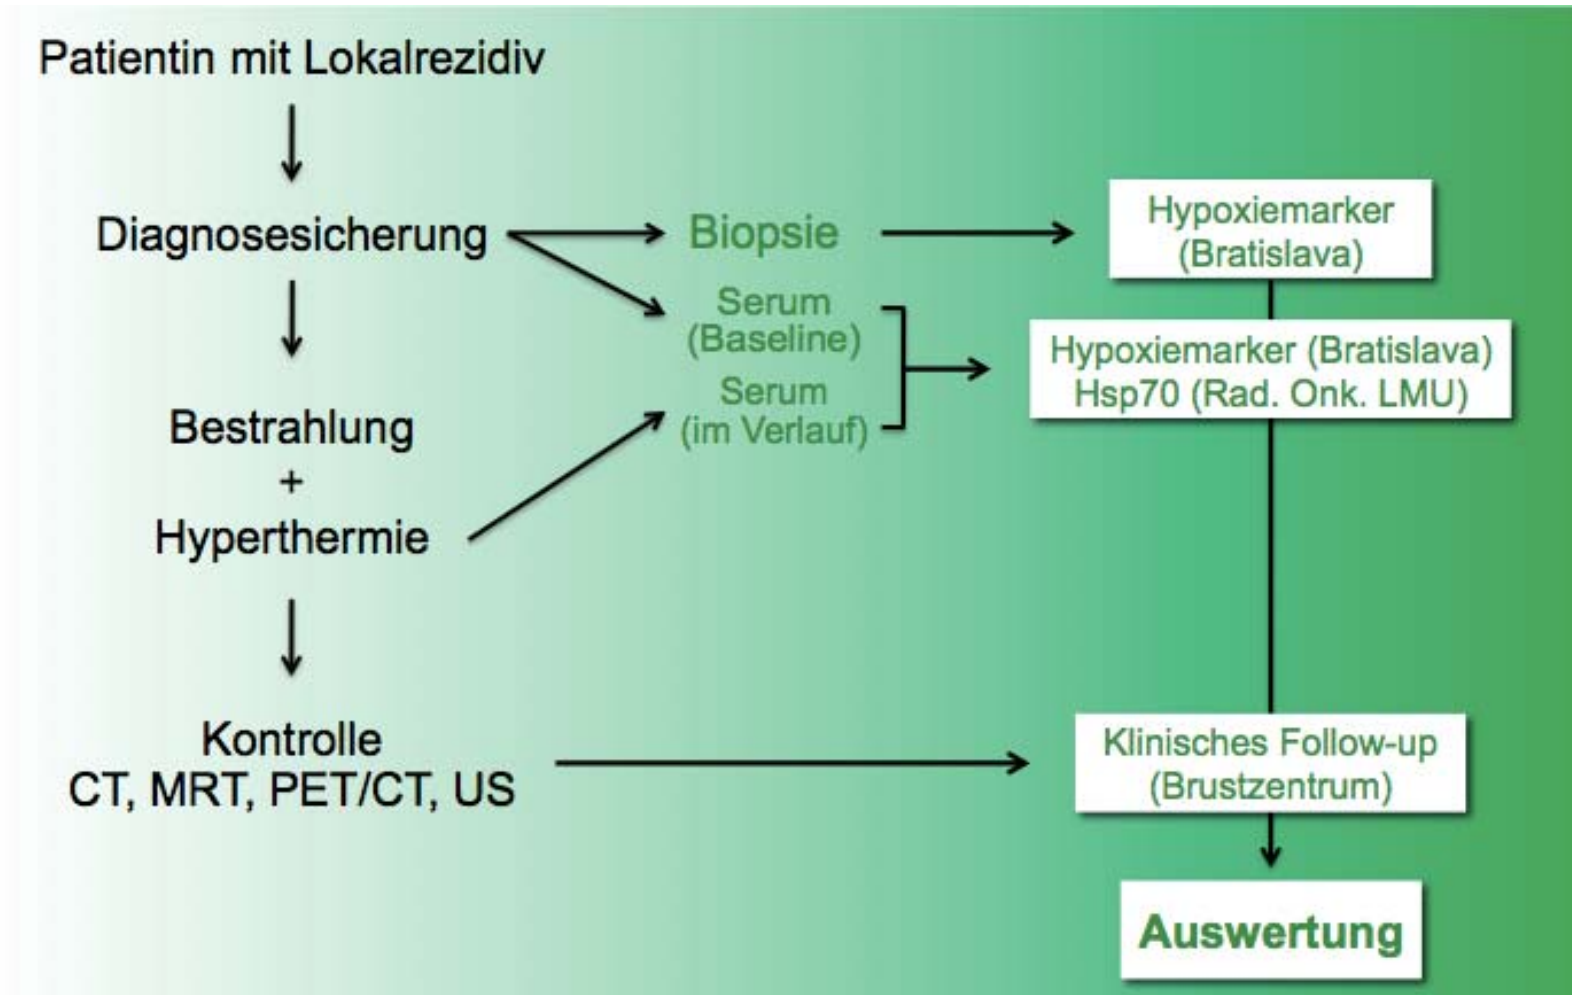 Patientin mit Lokalrezidiv
Diagnosesicherung
Biopsie
Hypoxiemarker
(Bratislava)
Serum
(Baseline)
Serum
(im Verlauf)
Hypoxiemarker (Bratislava)
Hsp70 (Rad. Onk. LMU)
Bestrahlung
+
Hyperthermie
Kontrolle
CT, MRT, PET/CT, US
Klinisches Follow-up
(Brustzentrum)
Auswertung